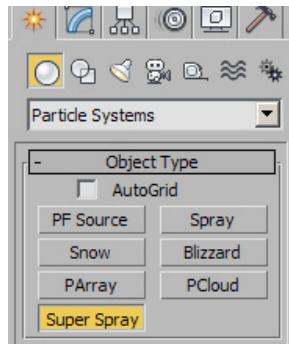 Particle Systems
- Object Type
AutoGrid
PF Source Spray
Snow Blizzard
PArray PCloud
Super Spray